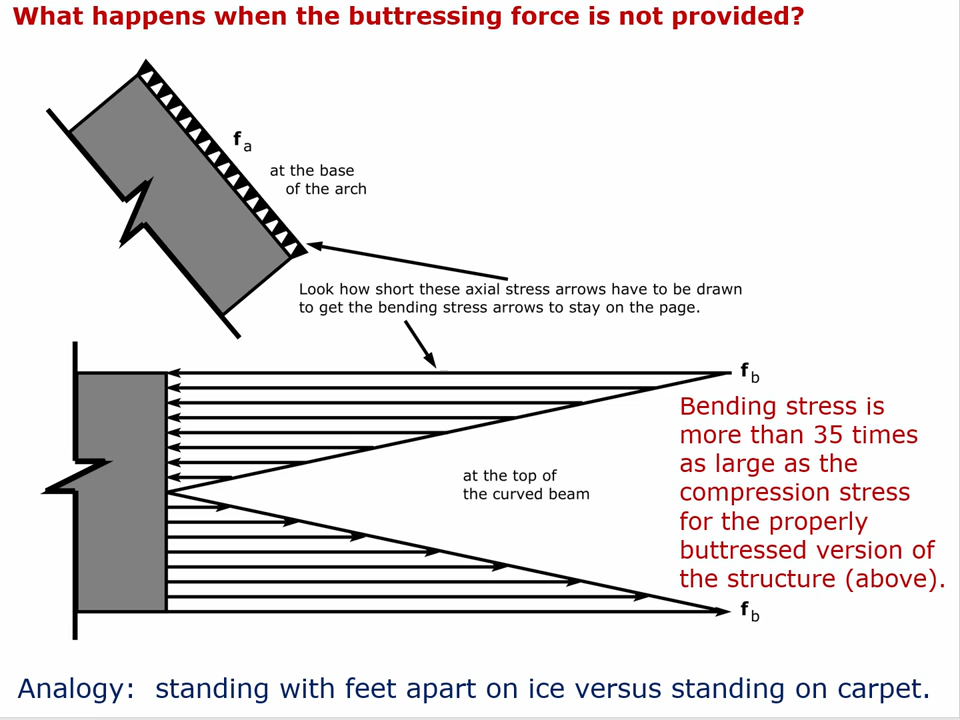 What happens when the buttressing force is not provided?
f a
at the base
of the arch
Look how short these axial stress arrows have to be drawn
to get the bending stress arrows to stay on the page.
f b
Bending stress is
more than 35 times
as large as the
compression stress
for the properly
buttressed version of
the structure (above).
at the top of
the curved beam
f b
Analogy:  standing with feet apart on ice versus standing on carpet.